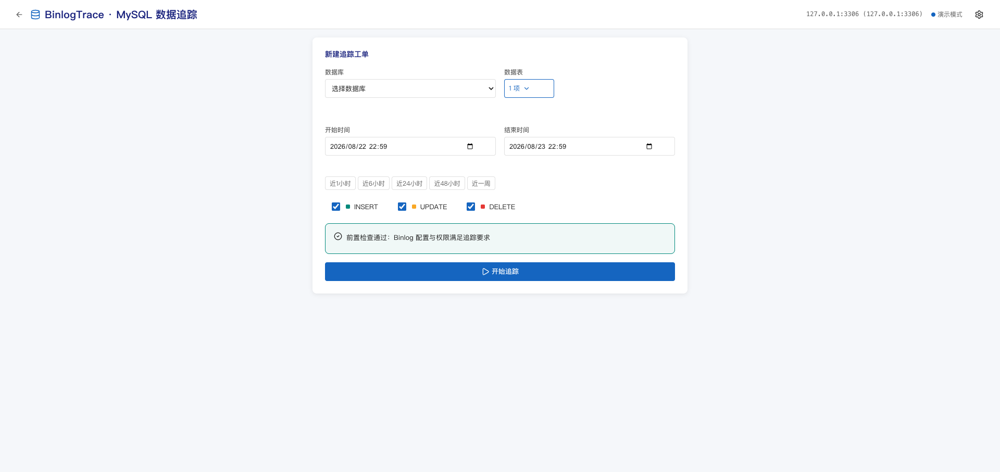 BinlogTrace · MySQL 数据追踪
127.0.0.1:3306 (127.0.0.1:3306)
演示模式
新建追踪工单
数据库
数据表
选择数据库
1 项
开始时间
结束时间
2026/08/22 22:59
2026/08/23 22:59
近1小时
近6小时
近24小时
近48小时
近一周
INSERT
UPDATE
DELETE
前置检查通过：Binlog 配置与权限满足追踪要求
开始追踪